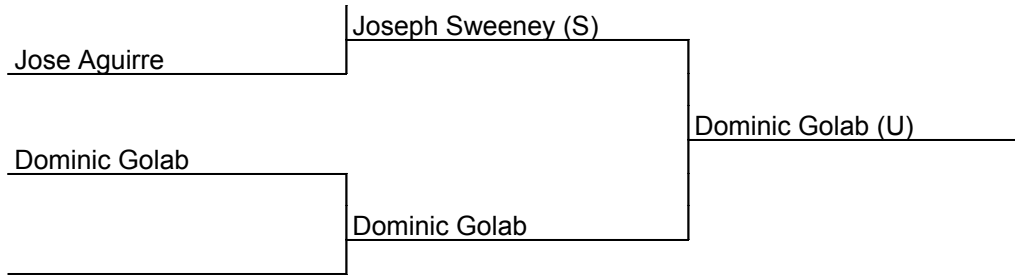 Joseph Sweeney (S)
Jose Aguirre
Dominic Golab (U)
Dominic Golab
Dominic Golab